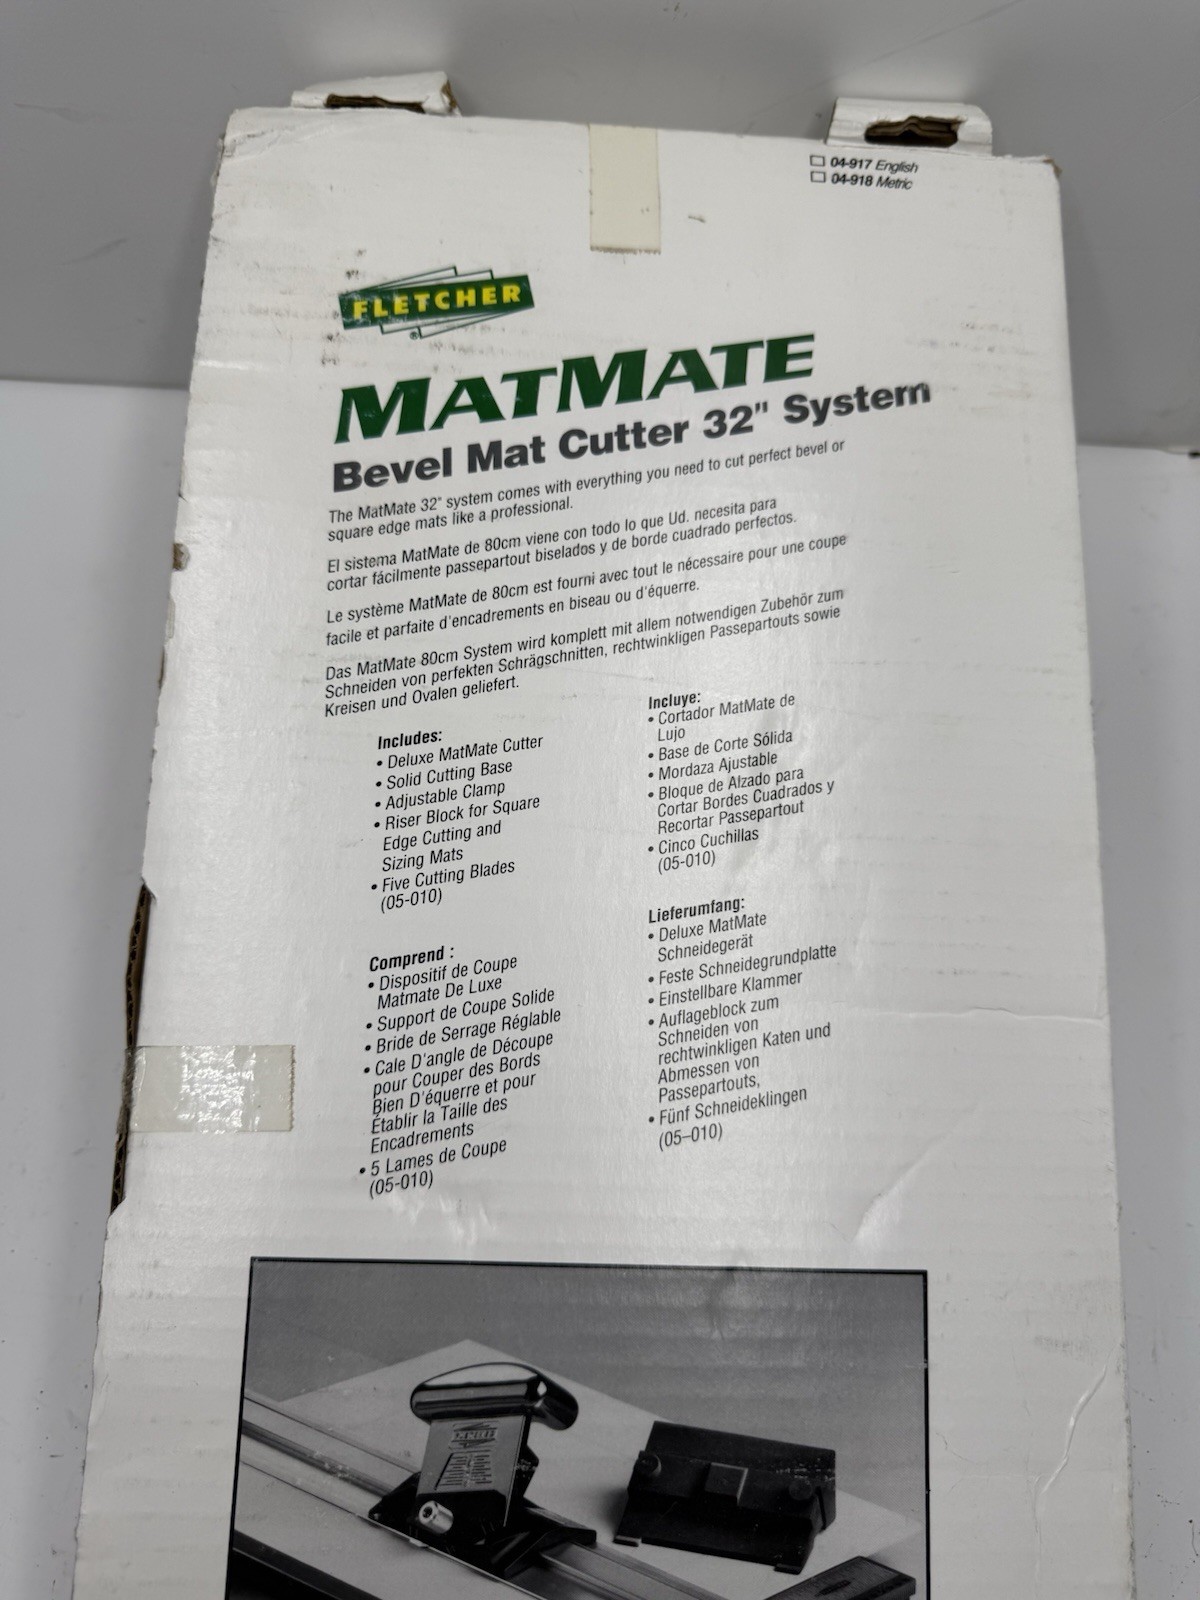 04-917 English
04-918 Metric
FLETCHER
®
MATMATE
Bevel Mat Cutter 32" System
The MatMate 32" system comes with everything you need to cut perfect bevel or
square edge mats like a professional.
El sistema MatMate de 80cm viene con todo lo que Ud. necesita para
cortar fácilmente passepartout biselados y de borde cuadrado perfectos.
Le système MatMate de 80cm est fourni avec tout le nécessaire pour une coupe
facile et parfaite d'encadrements en biseau ou d'équerre.
Das MatMate 80cm System wird komplett mit allem notwendigen Zubehör zum
Schneiden von perfekten Schrägschnitten, rechtwinkligen Passepartouts sowie
Kreisen und Ovalen geliefert.
Includes:
• Deluxe MatMate Cutter
• Solid Cutting Base
• Adjustable Clamp
• Riser Block for Square
Edge Cutting and
Sizing Mats
• Five Cutting Blades
(05-010)
Incluye:
• Cortador MatMate de
Lujo
• Base de Corte Sólida
• Mordaza Ajustable
• Bloque de Alzado para
Cortar Bordes Cuadrados y
Recortar Passepartout
• Cinco Cuchillas
(05-010)
Comprend :
• Dispositif de Coupe
Matmate De Luxe
• Support de Coupe Solide
• Bride de Serrage Réglable
• Cale D'angle de Découpe
pour Couper des Bords
Bien D'équerre et pour
Établir la Taille des
Encadrements
• 5 Lames de Coupe
(05-010)
Lieferumfang:
• Deluxe MatMate
Schneidegerät
• Feste Schneidegrundplatte
• Einstellbare Klammer
• Auflageblock zum
Schneiden von
rechtwinkligen Katen und
Abmessen von
Passepartouts,
• Fünf Schneideklingen
(05–010)